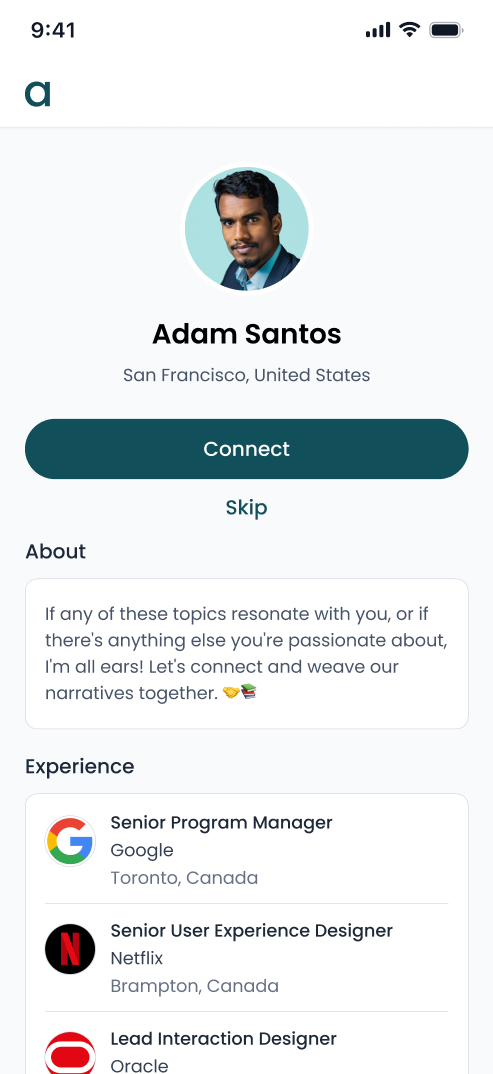 9:41
a
Adam Santos
San Francisco, United States
Connect
Skip
About
If any of these topics resonate with you, or if
there's anything else you're passionate about,
I'm all ears! Let's connect and weave our
narratives together. 🤝📚
Experience
Senior Program Manager
Google
Toronto, Canada
Senior User Experience Designer
Netflix
Brampton, Canada
Lead Interaction Designer
Oracle